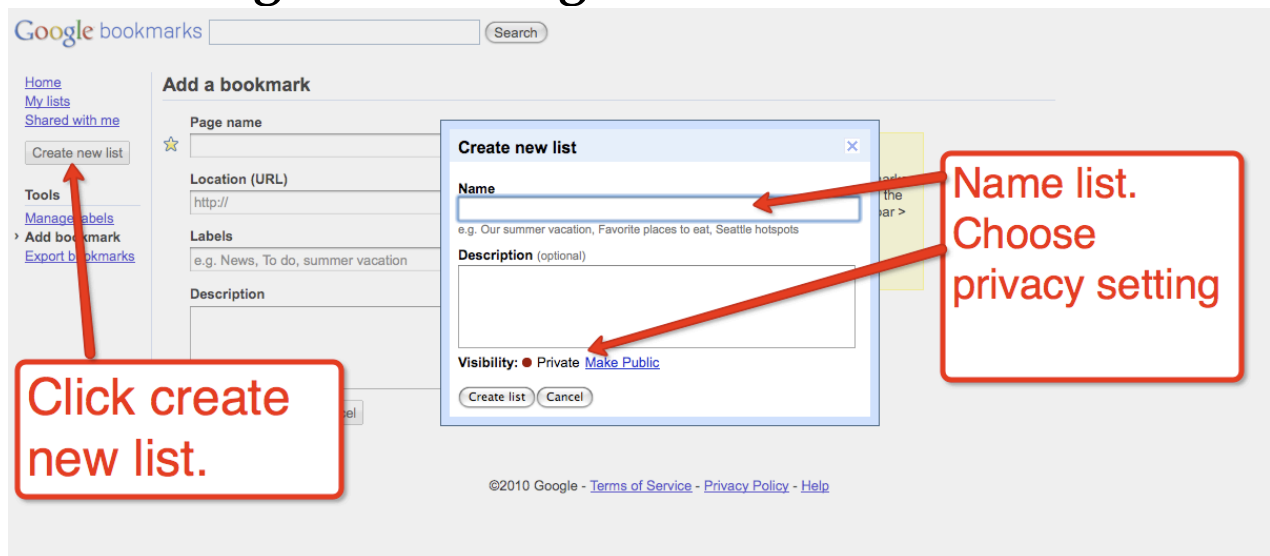 Google bookmarks
Search
Home
My lists
Shared with me
Create new list
Tools
Manage labels
› Add bookmark
Export bookmarks
Add a bookmark
Page name
Location (URL)
http://
Labels
e.g. News, To do, summer vacation
Description
Create new list
Name
e.g. Our summer vacation, Favorite places to eat, Seattle hotspots
Description (optional)
Visibility: Private Make Public
Create list Cancel
the
Name list.
Choose
privacy setting
Click create
new list.
©2010 Google - Terms of Service - Privacy Policy - Help